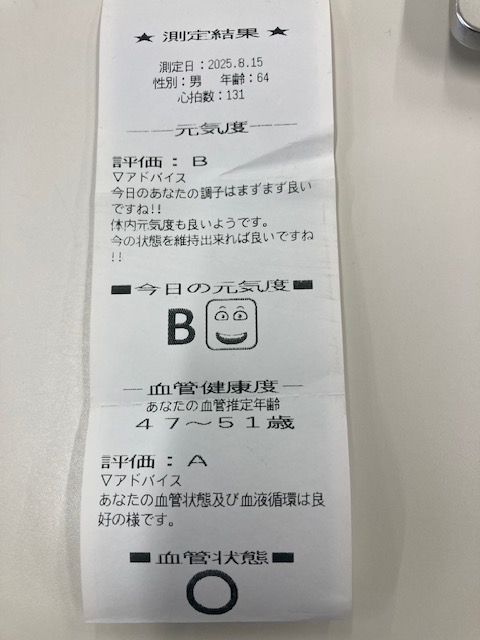 ★ 測定結果 ★
測定日：2025.8.15
性別：男 年齢：64
心拍数：131
元気度
評価：B
▽アドバイス
今日のあなたの調子はまずまず良い
ですね!!
体内元気度も良いようです。
今の状態を維持出来れば良いですね
!!
■今日の元気度■
B
血管健康度
あなたの血管推定年齢
47～51歳
評価：A
▽アドバイス
あなたの血管状態及び血液循環は良
好の様です。
■血管状態■
○